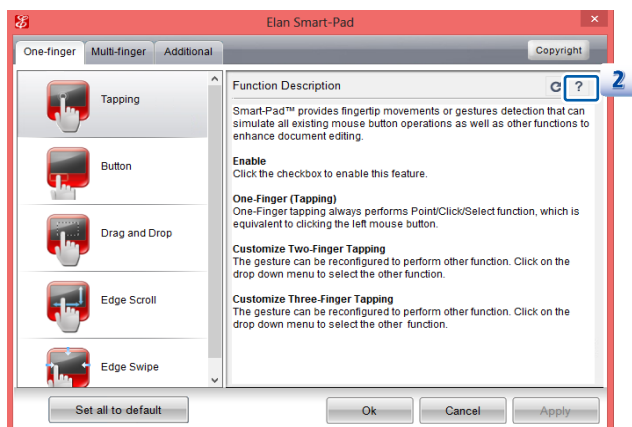 Elan Smart-Pad
One-finger Multi-finger Additional Copyright
Tapping
Button
Drag and Drop
Edge Scroll
Edge Swipe
Function Description ?
2
Smart-Pad™ provides fingertip movements or gestures detection that can
simulate all existing mouse button operations as well as other functions to
enhance document editing.
Enable
Click the checkbox to enable this feature.
One-Finger (Tapping)
One-Finger tapping always performs Point/Click/Select function, which is
equivalent to clicking the left mouse button.
Customize Two-Finger Tapping
The gesture can be reconfigured to perform other function. Click on the
drop down menu to select the other function.
Customize Three-Finger Tapping
The gesture can be reconfigured to perform other function. Click on the
drop down menu to select the other function.
Set all to default Ok Cancel Apply